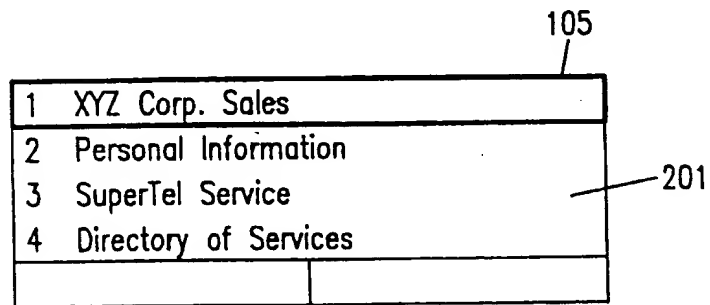 105
1 XYZ Corp. Sales
2 Personal Information
3 SuperTel Service
201
4 Directory of Services